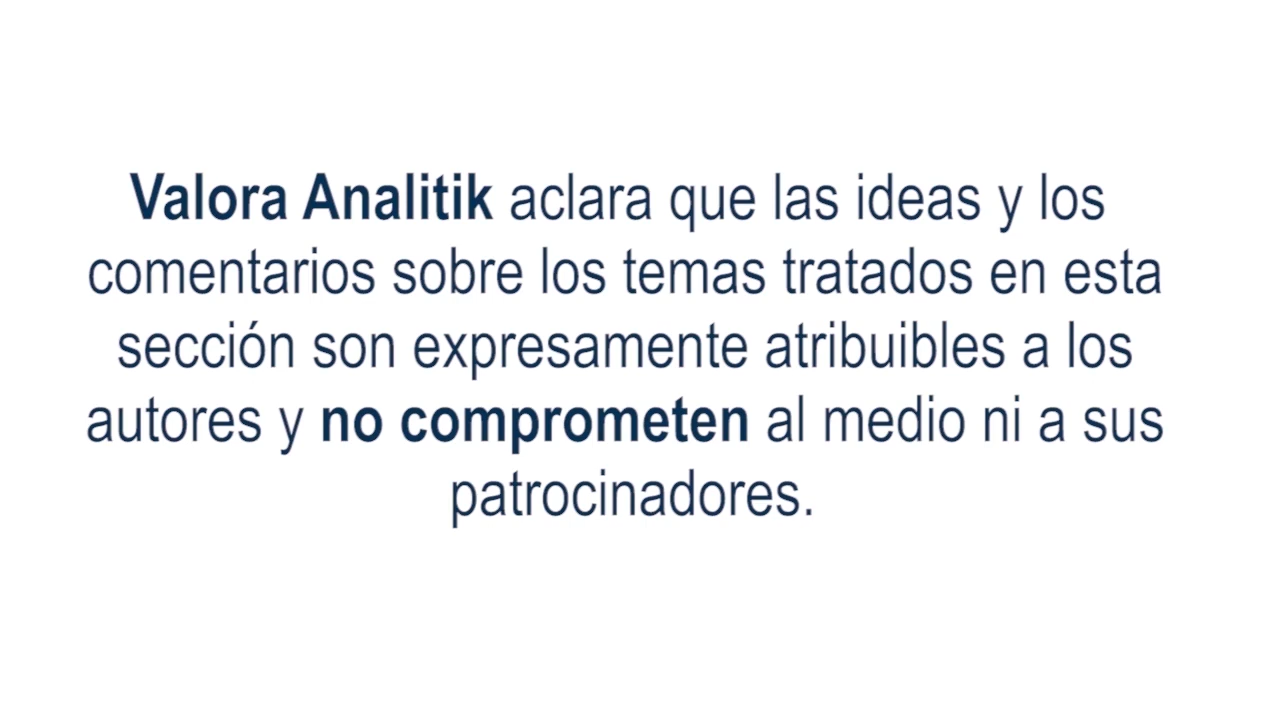 Valora Analitik aclara que las ideas y los
comentarios sobre los temas tratados en esta
sección son expresamente atribuibles a los
autores y no comprometen al medio ni a sus
patrocinadores.